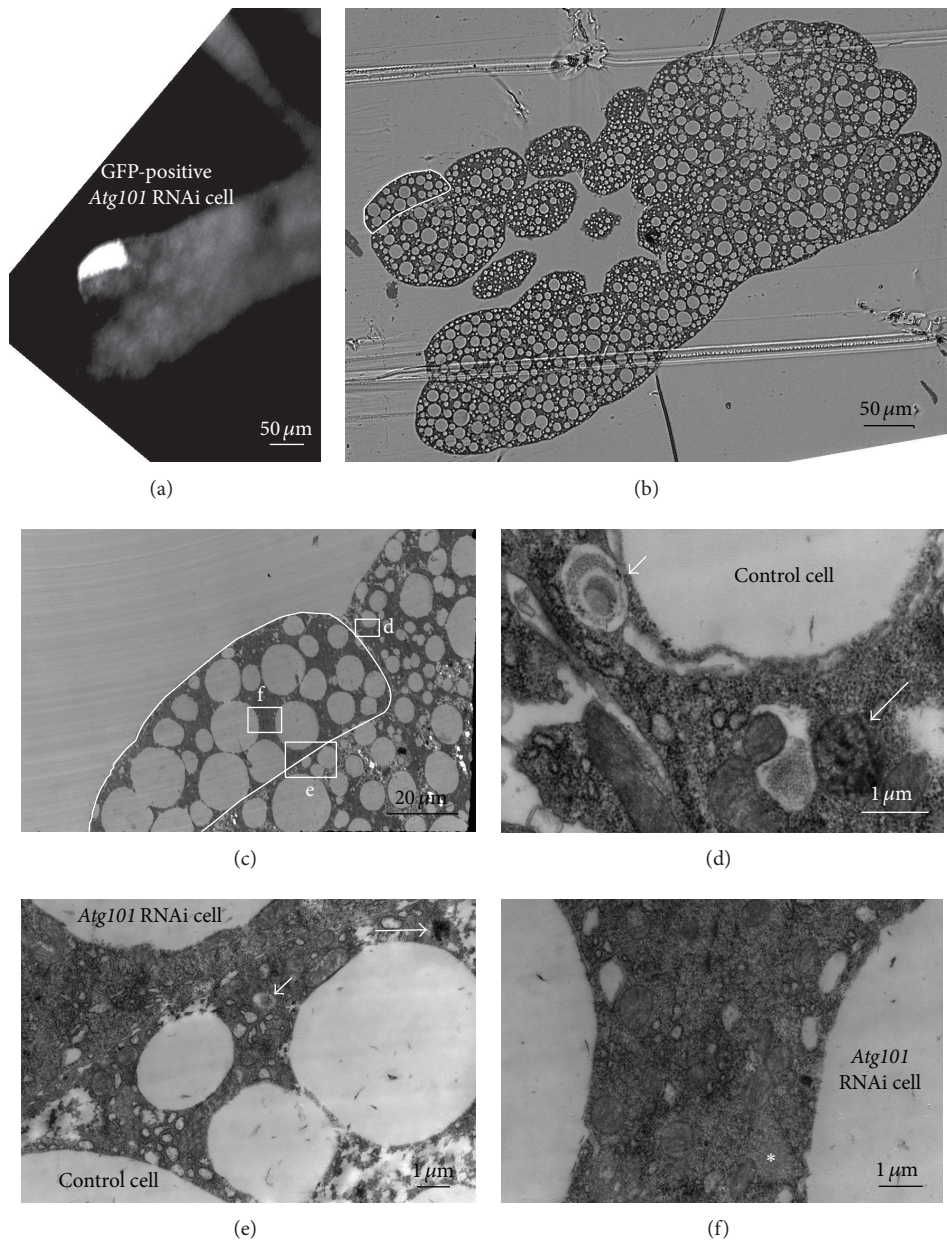 GFP-positive
Atg101 RNAi cell
50 μm
(a)
50 μm
(b)
d
f
e
20 μm
(c)
Control cell
1 μm
(d)
Atg101 RNAi cell
Control cell
1 μm
(e)
Atg101
RNAi cell
*
1 μm
(f)